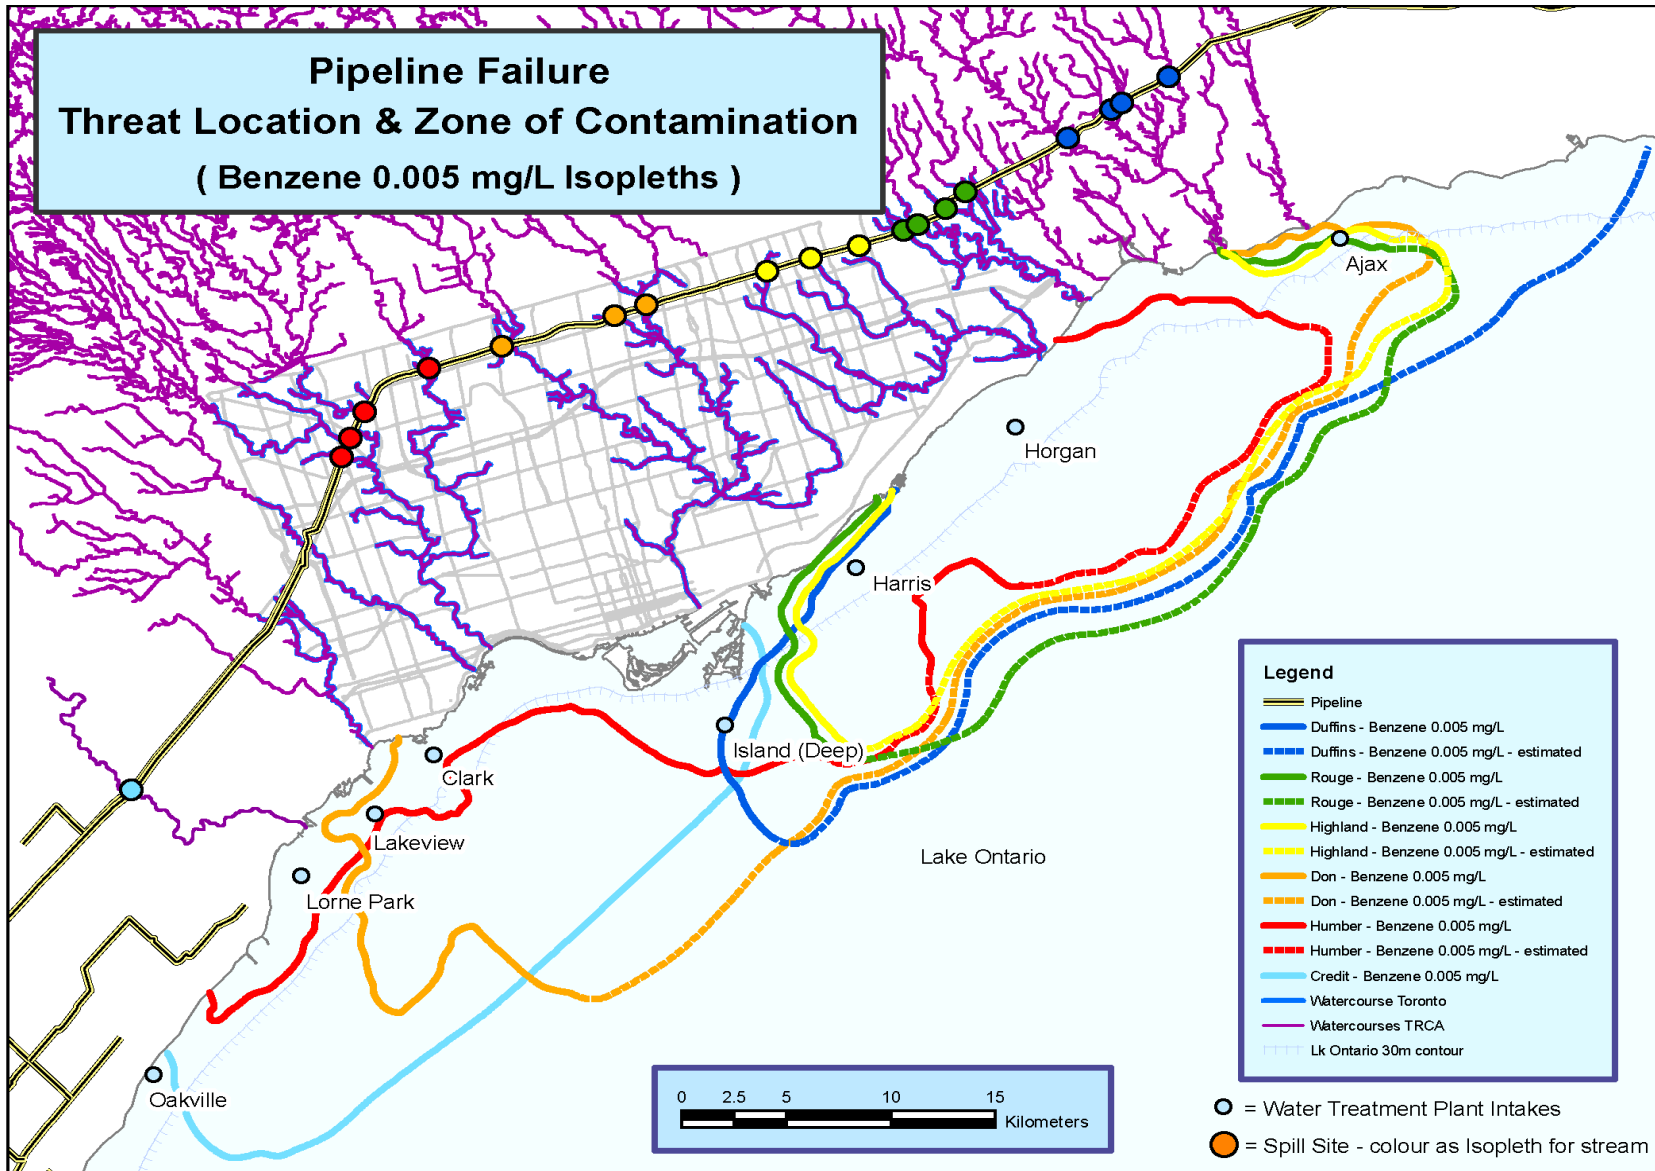 Pipeline Failure
Threat Location & Zone of Contamination
( Benzene 0.005 mg/L Isopleths )
Ajax
Horgan
Harris
Island (Deep)
Clark
Lakeview
Lorne Park
Oakville
Lake Ontario
Legend
Pipeline
Duffins - Benzene 0.005 mg/L
Duffins - Benzene 0.005 mg/L - estimated
Rouge - Benzene 0.005 mg/L
Rouge - Benzene 0.005 mg/L - estimated
Highland - Benzene 0.005 mg/L
Highland - Benzene 0.005 mg/L - estimated
Don - Benzene 0.005 mg/L
Don - Benzene 0.005 mg/L - estimated
Humber - Benzene 0.005 mg/L
Humber - Benzene 0.005 mg/L - estimated
Credit - Benzene 0.005 mg/L
Watercourse Toronto
Watercourses TRCA
Lk Ontario 30m contour
0 2.5 5 10 15
Kilometers
= Water Treatment Plant Intakes
= Spill Site - colour as Isopleth for stream